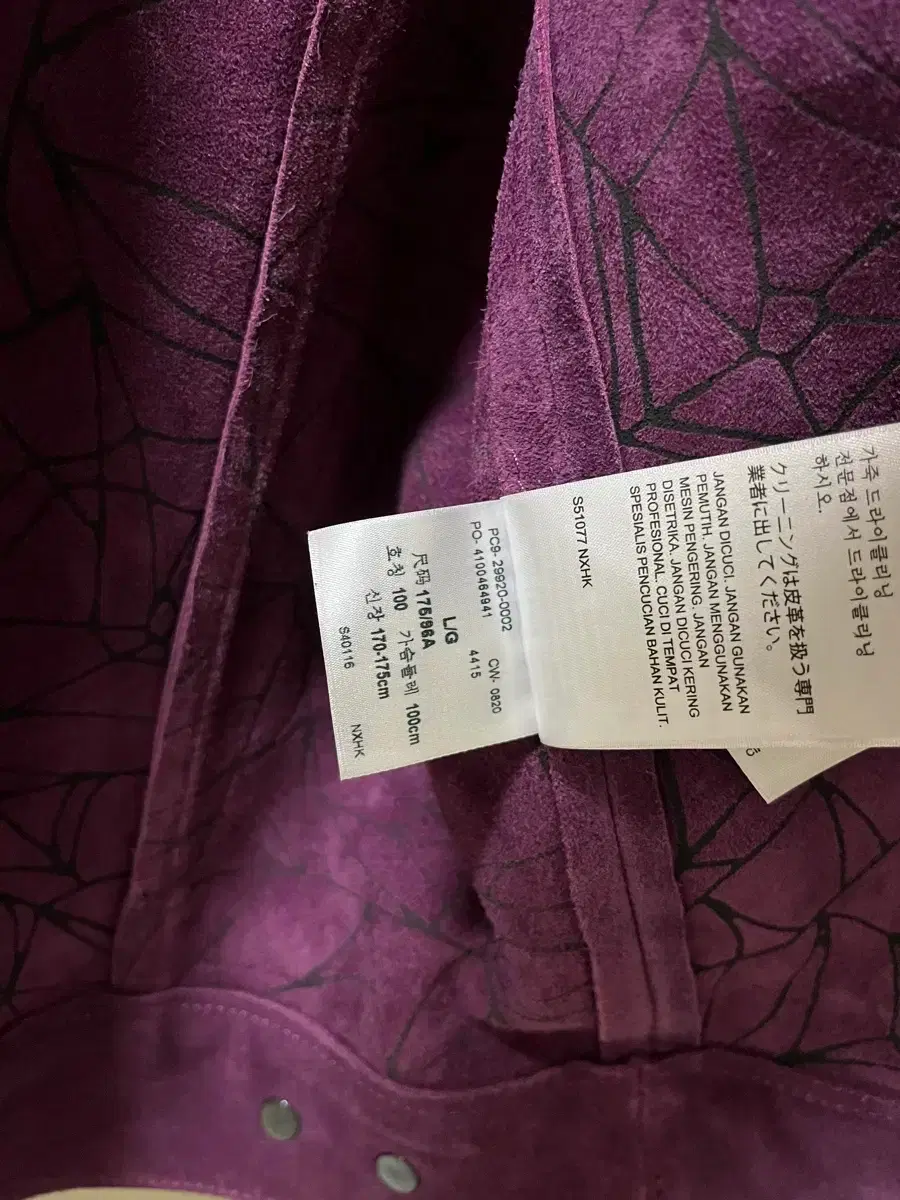 가죽 드라이클리닝
전문점에서 드라이클리닝
하시오.
クリーニングは皮革を扱う専門
業者に出してください。
JANGAN DICUCI. JANGAN GUNAKAN
PEMUTIH. JANGAN MENGGUNAKAN
MESIN PENGERING. JANGAN
DISETRIKA. JANGAN DICUCI KERING
PROFESIONAL. CUCI DI TEMPAT
SPESIALIS PENCUCIAN BAHAN KULIT.
S51077 NXHK
PC9- 29920-0002 CW- 0820
PO- 4100464941 4415
L/G
尺码 175/96A
호칭 100 가슴둘레 100cm
신장 170-175cm
S40116 NXHK